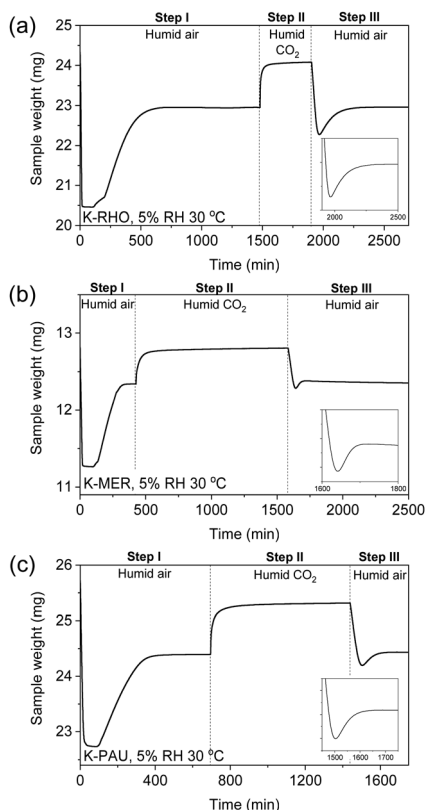 (a)
Step I
Step II
Step III
Humid air
Humid
CO₂
Humid air
25
24
23
22
21
20
Sample weight (mg)
K-RHO, 5% RH 30 °C
2000 2500
0 500 1000 1500 2000 2500
Time (min)
(b)
Step I
Step II
Step III
Humid air
Humid CO₂
Humid air
13
12
11
Sample weight (mg)
K-MER, 5% RH 30 °C
1600 1800
0 500 1000 1500 2000 2500
Time (min)
(c)
Step I
Step II
Step III
Humid air
Humid CO₂
Humid air
26
25
24
23
Sample weight (mg)
K-PAU, 5% RH 30 °C
1500 1600 1700
0 400 800 1200 1600
Time (min)